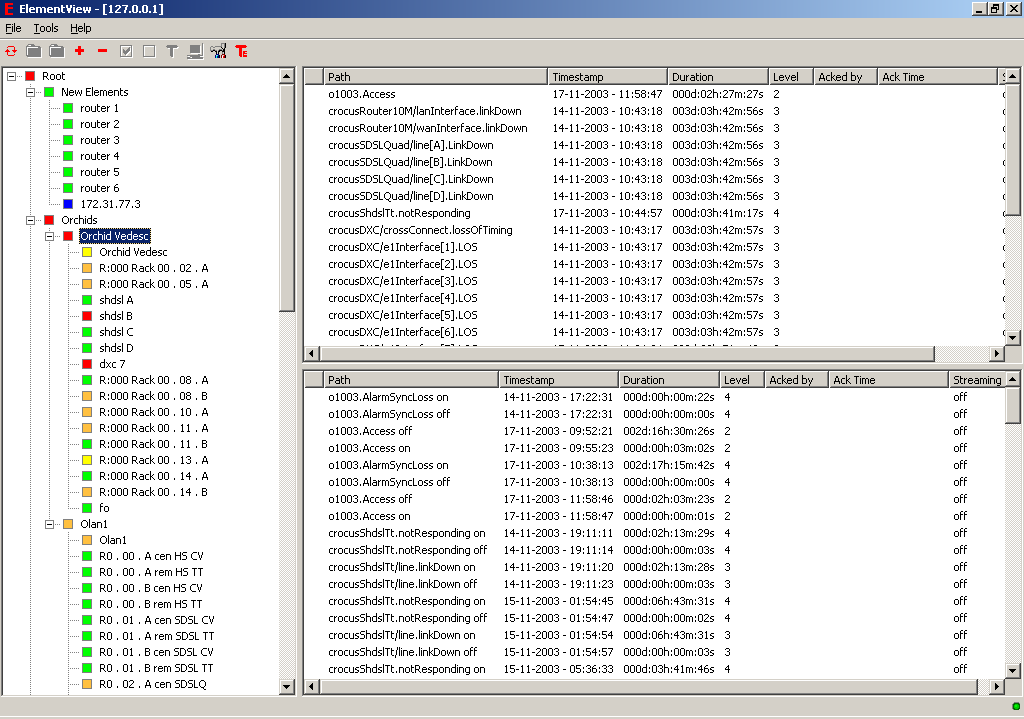 ElementView - [127.0.0.1]
File Tools Help
Root
New Elements
router 1
router 2
router 3
router 4
router 5
router 6
172.31.77.3
Orchids
Orchid Vedesc
Orchid Vedesc
R:000 Rack 00 . 02 . A
R:000 Rack 00 . 05 . A
shdsl A
shdsl B
shdsl C
shdsl D
dxc 7
R:000 Rack 00 . 08 . A
R:000 Rack 00 . 08 . B
R:000 Rack 00 . 10 . A
R:000 Rack 00 . 11 . A
R:000 Rack 00 . 11 . B
R:000 Rack 00 . 13 . A
R:000 Rack 00 . 14 . A
R:000 Rack 00 . 14 . B
fo
Olan1
Olan1
R0 . 00 . A cen HS CV
R0 . 00 . A rem HS TT
R0 . 00 . B cen HS CV
R0 . 00 . B rem HS TT
R0 . 01 . A cen SDSL CV
R0 . 01 . A rem SDSL TT
R0 . 01 . B cen SDSL CV
R0 . 01 . B rem SDSL TT
R0 . 02 . A cen SDSLQ
Path Timestamp Duration Level Acked by Ack Time
o1003.Access 17-11-2003 - 11:58:47 000d:02h:27m:27s 2
crocusRouter10M/lanInterface.linkDown 14-11-2003 - 10:43:18 003d:03h:42m:56s 3
crocusRouter10M/wanInterface.linkDown 14-11-2003 - 10:43:18 003d:03h:42m:56s 3
crocusSDSLQuad/line[A].LinkDown 14-11-2003 - 10:43:18 003d:03h:42m:56s 3
crocusSDSLQuad/line[B].LinkDown 14-11-2003 - 10:43:18 003d:03h:42m:56s 3
crocusSDSLQuad/line[C].LinkDown 14-11-2003 - 10:43:18 003d:03h:42m:56s 3
crocusSDSLQuad/line[D].LinkDown 14-11-2003 - 10:43:18 003d:03h:42m:56s 3
crocusShdslTt.notResponding 17-11-2003 - 10:44:57 000d:03h:41m:17s 4
crocusDXC/crossConnect.lossOfTiming 14-11-2003 - 10:43:17 003d:03h:42m:57s 3
crocusDXC/e1Interface[1].LOS 14-11-2003 - 10:43:17 003d:03h:42m:57s 3
crocusDXC/e1Interface[2].LOS 14-11-2003 - 10:43:17 003d:03h:42m:57s 3
crocusDXC/e1Interface[3].LOS 14-11-2003 - 10:43:17 003d:03h:42m:57s 3
crocusDXC/e1Interface[4].LOS 14-11-2003 - 10:43:17 003d:03h:42m:57s 3
crocusDXC/e1Interface[5].LOS 14-11-2003 - 10:43:17 003d:03h:42m:57s 3
crocusDXC/e1Interface[6].LOS 14-11-2003 - 10:43:17 003d:03h:42m:57s 3
Path Timestamp Duration Level Acked by Ack Time Streaming
o1003.AlarmSyncLoss on 14-11-2003 - 17:22:31 000d:00h:00m:22s 4 off
o1003.AlarmSyncLoss off 14-11-2003 - 17:22:31 000d:00h:00m:00s 4 off
o1003.Access off 17-11-2003 - 09:52:21 002d:16h:30m:26s 2 off
o1003.Access on 17-11-2003 - 09:55:23 000d:00h:03m:02s 2 off
o1003.AlarmSyncLoss on 17-11-2003 - 10:38:13 002d:17h:15m:42s 4 off
o1003.AlarmSyncLoss off 17-11-2003 - 10:38:13 000d:00h:00m:00s 4 off
o1003.Access off 17-11-2003 - 11:58:46 000d:02h:03m:23s 2 off
o1003.Access on 17-11-2003 - 11:58:47 000d:00h:00m:01s 2 off
crocusShdslTt.notResponding on 14-11-2003 - 19:11:11 000d:02h:13m:29s 4 off
crocusShdslTt.notResponding off 14-11-2003 - 19:11:14 000d:00h:00m:03s 4 off
crocusShdslTt/line.linkDown on 14-11-2003 - 19:11:20 000d:02h:13m:28s 3 off
crocusShdslTt/line.linkDown off 14-11-2003 - 19:11:23 000d:00h:00m:03s 3 off
crocusShdslTt.notResponding on 15-11-2003 - 01:54:45 000d:06h:43m:31s 4 off
crocusShdslTt.notResponding off 15-11-2003 - 01:54:47 000d:00h:00m:02s 4 off
crocusShdslTt/line.linkDown on 15-11-2003 - 01:54:54 000d:06h:43m:31s 3 off
crocusShdslTt/line.linkDown off 15-11-2003 - 01:54:57 000d:00h:00m:03s 3 off
crocusShdslTt.notResponding on 15-11-2003 - 05:36:33 000d:03h:41m:46s 4 off